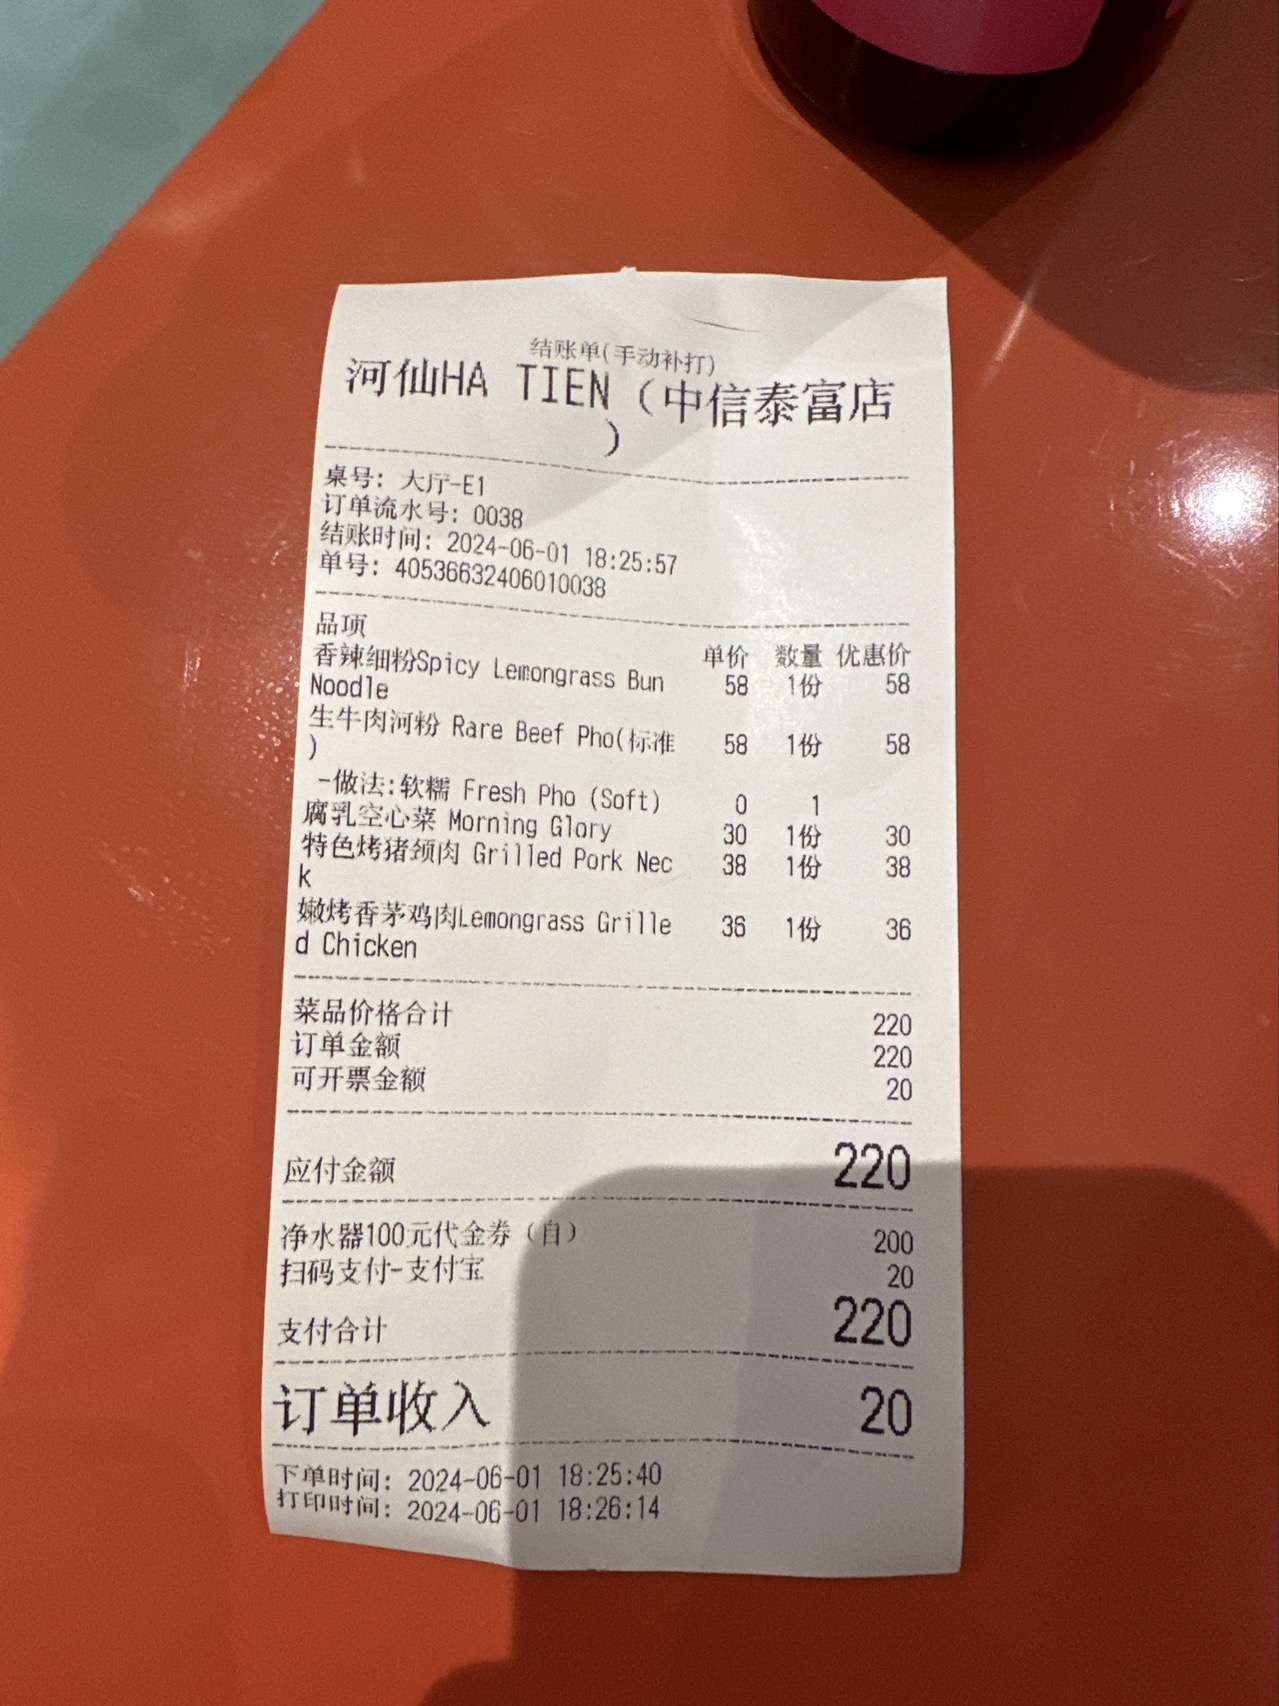 结账单(手动补打)
河仙HA TIEN（中信泰富店
）
桌号: 大厅-E1
订单流水号: 0038
结账时间: 2024-06-01 18:25:57
单号: 40536632406010038
品项 单价 数量 优惠价
香辣细粉Spicy Lemongrass Bun 58 1份 58
Noodle
生牛肉河粉 Rare Beef Pho(标准 58 1份 58
)
-做法:软糯 Fresh Pho (Soft) 0 1
腐乳空心菜 Morning Glory 30 1份 30
特色烤猪颈肉 Grilled Pork Nec 38 1份 38
k
嫩烤香茅鸡肉Lemongrass Grille 36 1份 36
d Chicken
菜品价格合计 220
订单金额 220
可开票金额 20
应付金额 220
净水器100元代金券（自） 200
扫码支付-支付宝 20
支付合计 220
订单收入 20
下单时间: 2024-06-01 18:25:40
打印时间: 2024-06-01 18:26:14